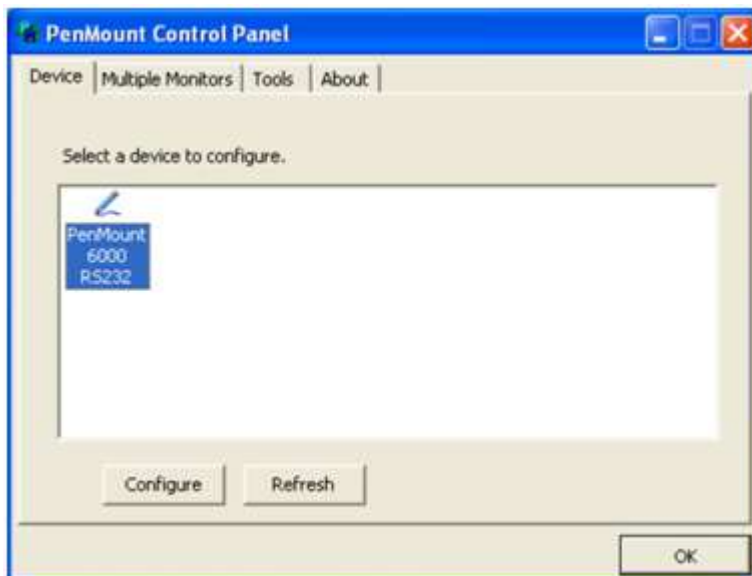 PenMount Control Panel
Device Multiple Monitors Tools About
Select a device to configure.
PenMount
6000
RS232
Configure Refresh
OK